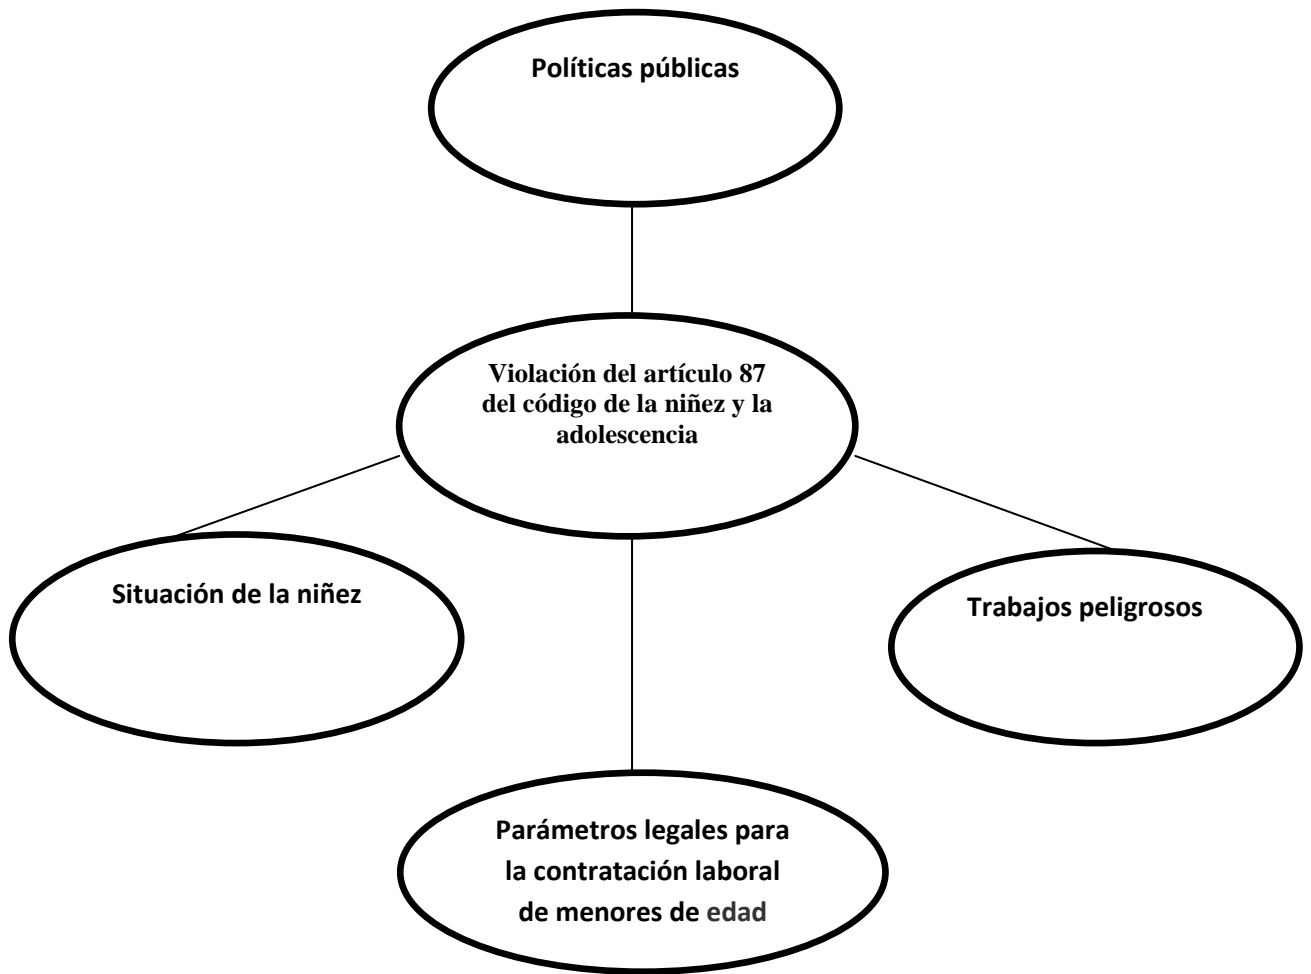 Políticas públicas
Violación del artículo 87
del código de la niñez y la
adolescencia
Situación de la niñez
Trabajos peligrosos
Parámetros legales para
la contratación laboral
de menores de edad